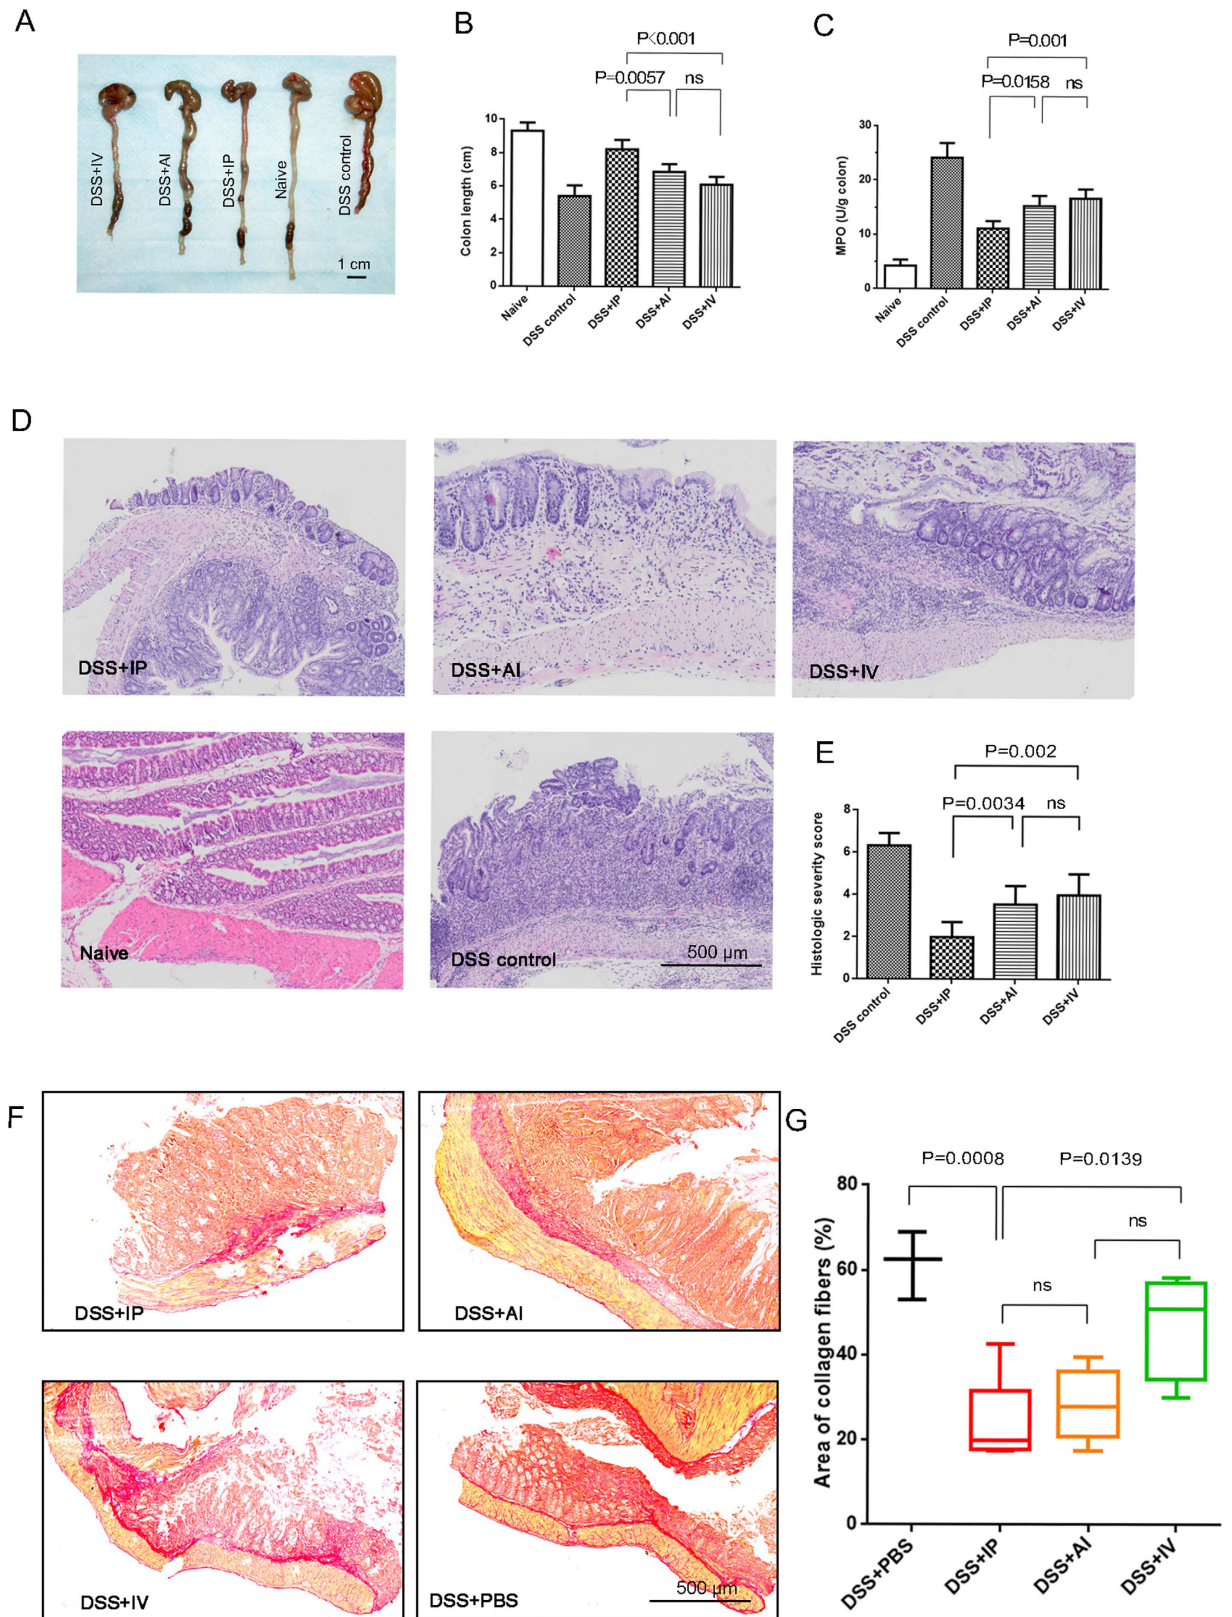 A
DSS+IV
DSS+AI
DSS+IP
Naive
DSS control
1 cm
B
P<0.001
P=0.0057
ns
Colon length (cm)
10
8
6
4
2
0
Naive
DSS control
DSS+IP
DSS+AI
DSS+IV
C
P=0.001
P=0.0158
ns
MPO (U/g colon)
30
20
10
0
Naive
DSS control
DSS+IP
DSS+AI
DSS+IV
D
DSS+IP
DSS+AI
DSS+IV
Naive
DSS control
500 µm
E
P=0.002
P=0.0034
ns
Histologic severity score
8
6
4
2
0
DSS control
DSS+IP
DSS+AI
DSS+IV
F
DSS+IP
DSS+AI
DSS+IV
DSS+PBS
500 µm
G
P=0.0008
P=0.0139
ns
ns
Area of collagen fibers (%)
80
60
40
20
0
DSS+PBS
DSS+IP
DSS+AI
DSS+IV